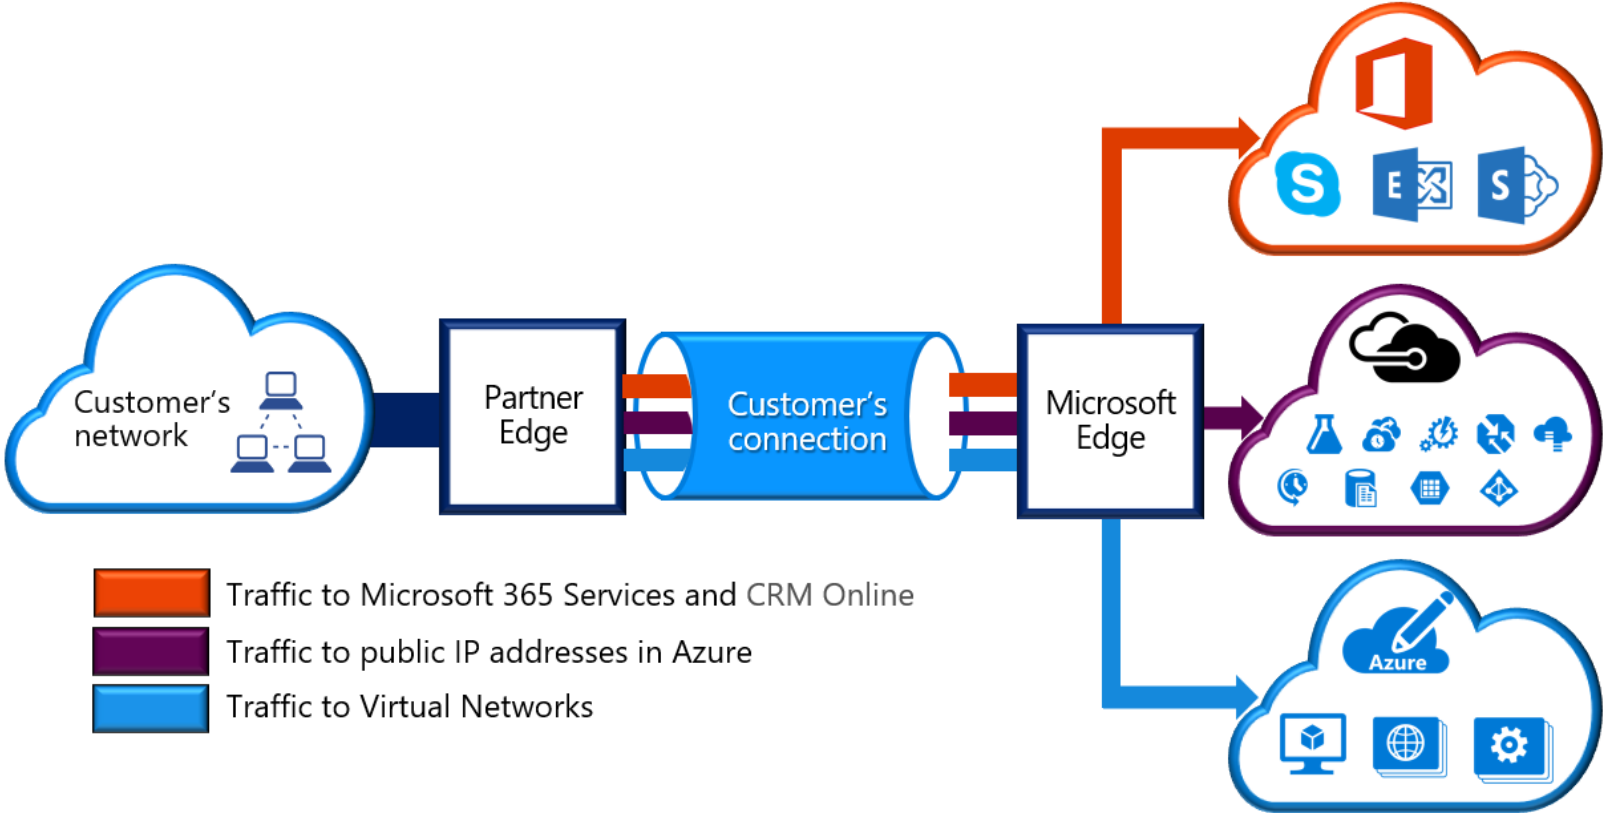 S
E
S
Customer's
network
Partner
Edge
Customer's
connection
Microsoft
Edge
Traffic to Microsoft 365 Services and CRM Online
Traffic to public IP addresses in Azure
Traffic to Virtual Networks
Azure